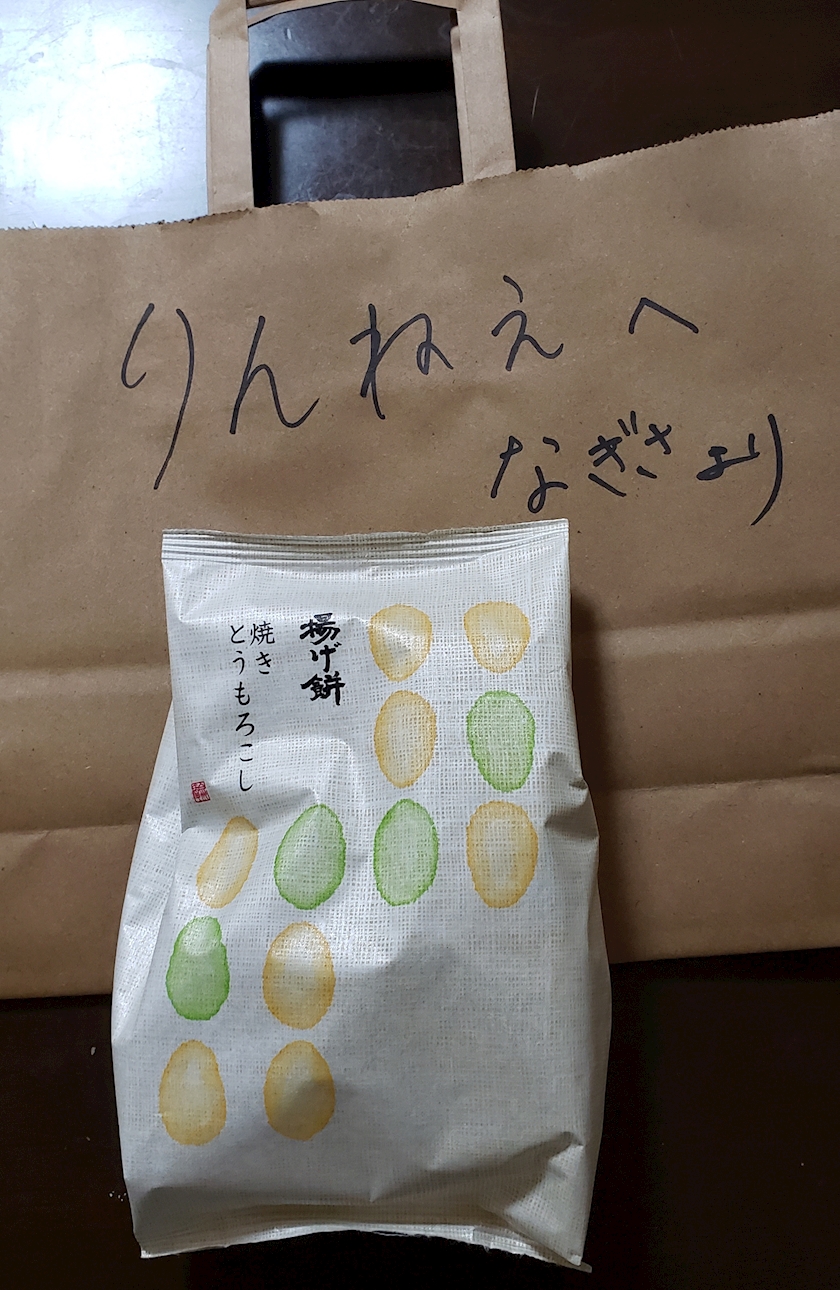 りんねぇへ
なぎさより
揚げ餅
焼き
とうもろこし